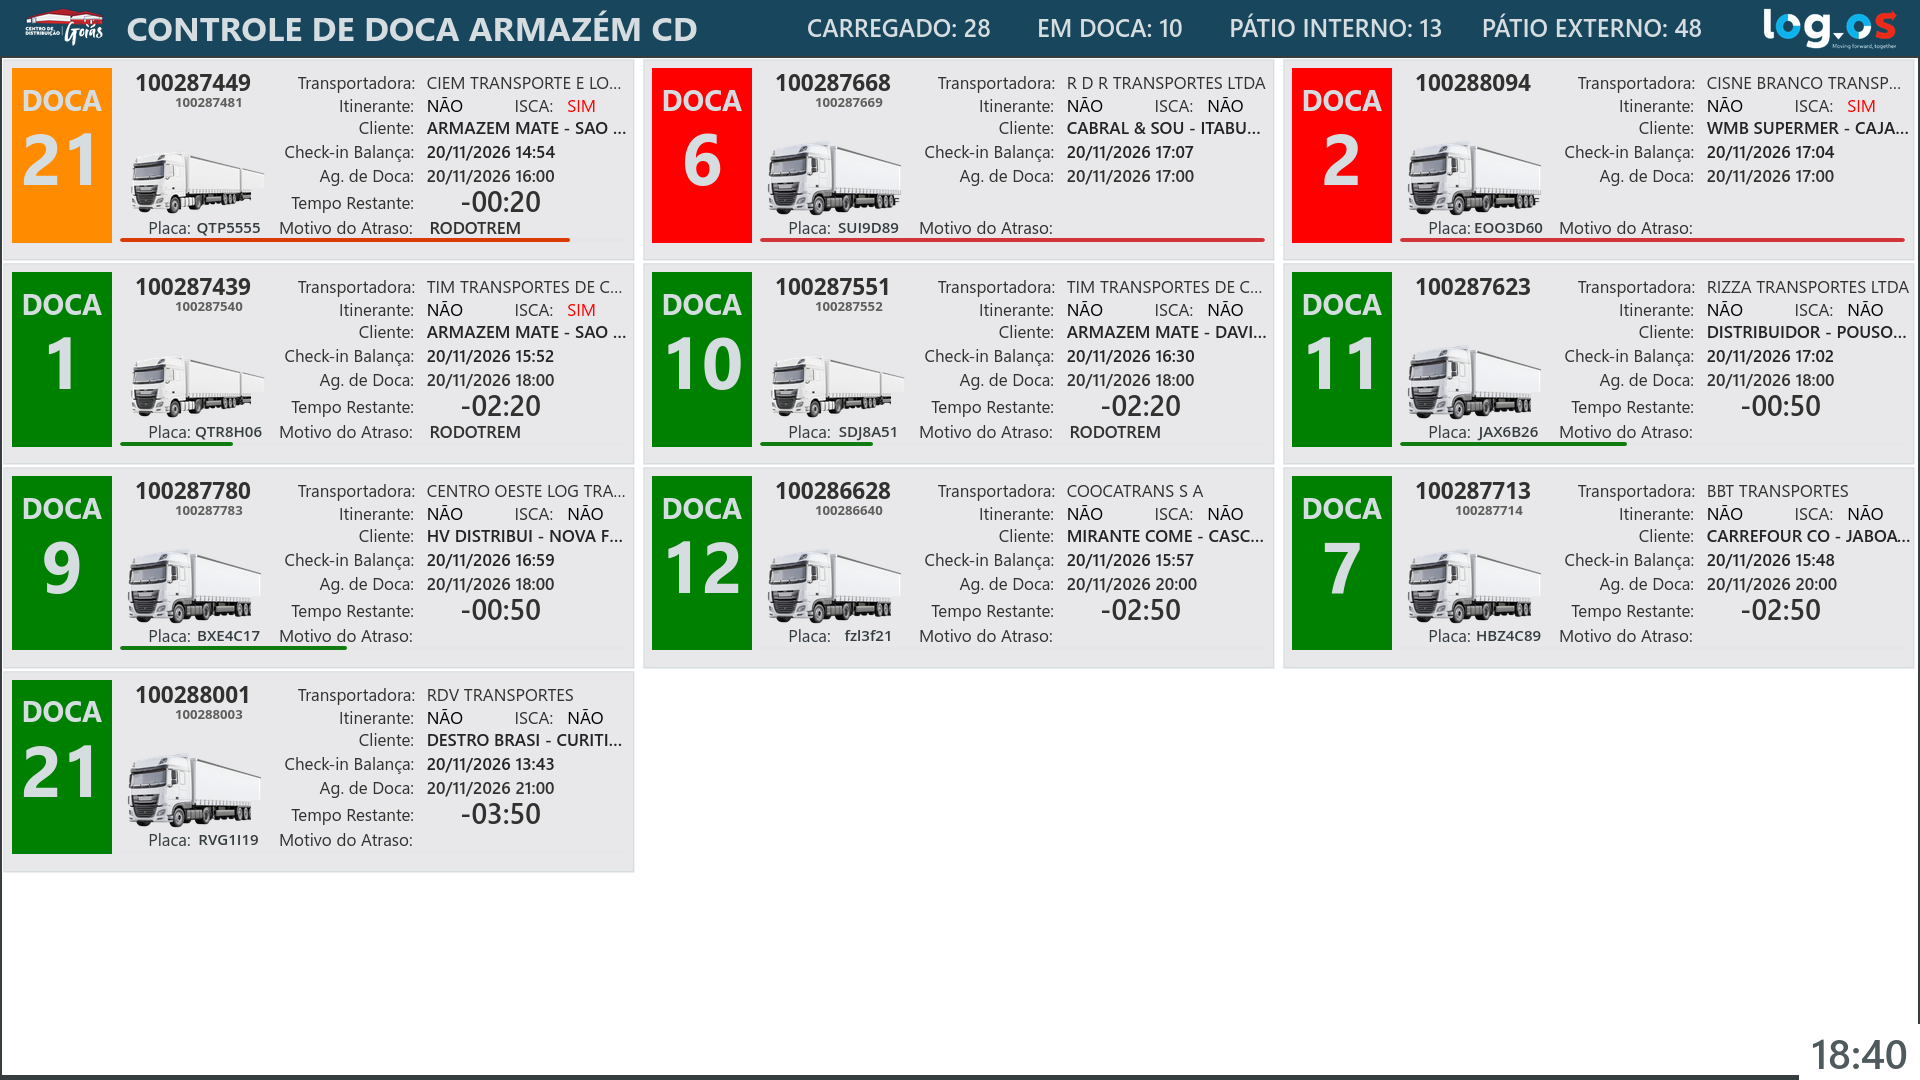 CENTRO DE DISTRIBUIÇÃO Goiás
CONTROLE DE DOCA ARMAZÉM CD
CARREGADO: 28 EM DOCA: 10 PÁTIO INTERNO: 13 PÁTIO EXTERNO: 48
log.os
Moving forward, together
DOCA
21
100287449
100287481
Transportadora: CIEM TRANSPORTE E LO...
Itinerante: NÃO ISCA: SIM
Cliente: ARMAZEM MATE - SAO ...
Check-in Balança: 20/11/2026 14:54
Ag. de Doca: 20/11/2026 16:00
Tempo Restante: -00:20
Placa: QTP5555 Motivo do Atraso: RODOTREM
DOCA
6
100287668
100287669
Transportadora: R D R TRANSPORTES LTDA
Itinerante: NÃO ISCA: NÃO
Cliente: CABRAL & SOU - ITABU...
Check-in Balança: 20/11/2026 17:07
Ag. de Doca: 20/11/2026 17:00
Placa: SUI9D89 Motivo do Atraso:
DOCA
2
100288094
Transportadora: CISNE BRANCO TRANSP...
Itinerante: NÃO ISCA: SIM
Cliente: WMB SUPERMER - CAJA...
Check-in Balança: 20/11/2026 17:04
Ag. de Doca: 20/11/2026 17:00
Placa: EOO3D60 Motivo do Atraso:
DOCA
1
100287439
100287540
Transportadora: TIM TRANSPORTES DE C...
Itinerante: NÃO ISCA: SIM
Cliente: ARMAZEM MATE - SAO ...
Check-in Balança: 20/11/2026 15:52
Ag. de Doca: 20/11/2026 18:00
Tempo Restante: -02:20
Placa: QTR8H06 Motivo do Atraso: RODOTREM
DOCA
10
100287551
100287552
Transportadora: TIM TRANSPORTES DE C...
Itinerante: NÃO ISCA: NÃO
Cliente: ARMAZEM MATE - DAVI...
Check-in Balança: 20/11/2026 16:30
Ag. de Doca: 20/11/2026 18:00
Tempo Restante: -02:20
Placa: SDJ8A51 Motivo do Atraso: RODOTREM
DOCA
11
100287623
Transportadora: RIZZA TRANSPORTES LTDA
Itinerante: NÃO ISCA: NÃO
Cliente: DISTRIBUIDOR - POUSO...
Check-in Balança: 20/11/2026 17:02
Ag. de Doca: 20/11/2026 18:00
Tempo Restante: -00:50
Placa: JAX6B26 Motivo do Atraso:
DOCA
9
100287780
100287783
Transportadora: CENTRO OESTE LOG TRA...
Itinerante: NÃO ISCA: NÃO
Cliente: HV DISTRIBUI - NOVA F...
Check-in Balança: 20/11/2026 16:59
Ag. de Doca: 20/11/2026 18:00
Tempo Restante: -00:50
Placa: BXE4C17 Motivo do Atraso:
DOCA
12
100286628
100286640
Transportadora: COOCATRANS S A
Itinerante: NÃO ISCA: NÃO
Cliente: MIRANTE COME - CASC...
Check-in Balança: 20/11/2026 15:57
Ag. de Doca: 20/11/2026 20:00
Tempo Restante: -02:50
Placa: fzl3f21 Motivo do Atraso:
DOCA
7
100287713
100287714
Transportadora: BBT TRANSPORTES
Itinerante: NÃO ISCA: NÃO
Cliente: CARREFOUR CO - JABOA...
Check-in Balança: 20/11/2026 15:48
Ag. de Doca: 20/11/2026 20:00
Tempo Restante: -02:50
Placa: HBZ4C89 Motivo do Atraso:
DOCA
21
100288001
100288003
Transportadora: RDV TRANSPORTES
Itinerante: NÃO ISCA: NÃO
Cliente: DESTRO BRASI - CURITI...
Check-in Balança: 20/11/2026 13:43
Ag. de Doca: 20/11/2026 21:00
Tempo Restante: -03:50
Placa: RVG1I19 Motivo do Atraso:
18:40